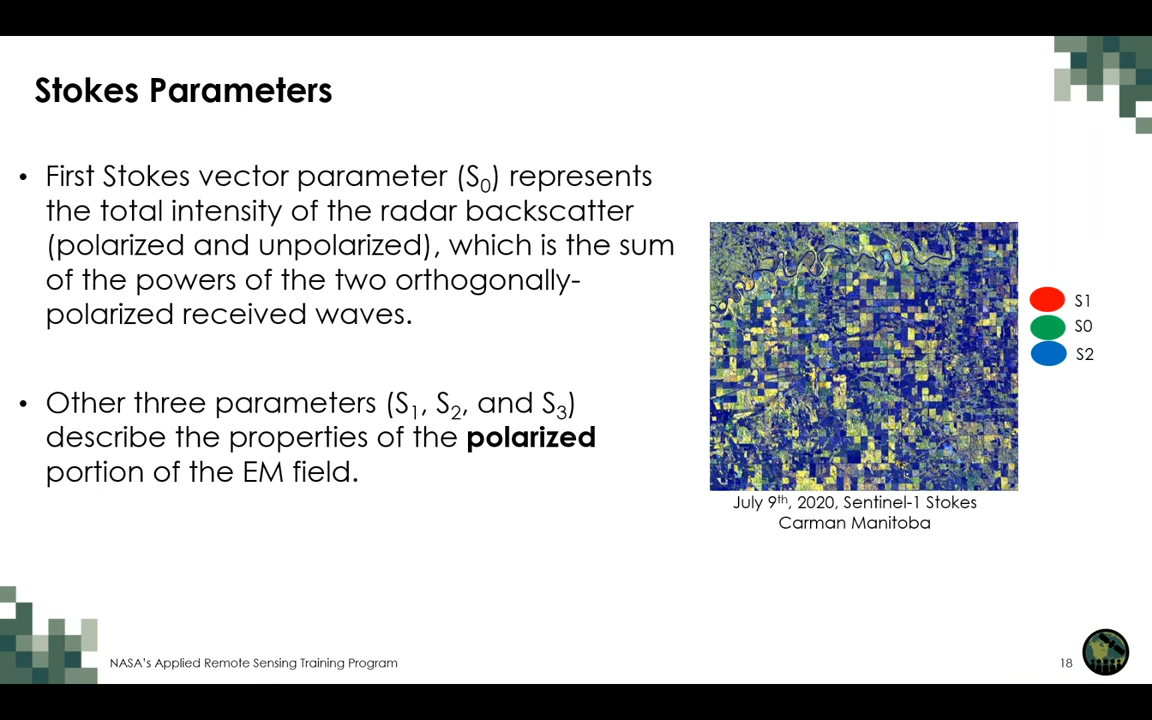 Stokes Parameters
• First Stokes vector parameter (S0) represents
the total intensity of the radar backscatter
(polarized and unpolarized), which is the sum
of the powers of the two orthogonally-
polarized received waves.
• Other three parameters (S1, S2, and S3)
describe the properties of the polarized
portion of the EM field.
S1
S0
S2
July 9th, 2020, Sentinel-1 Stokes
Carman Manitoba
NASA's Applied Remote Sensing Training Program
18